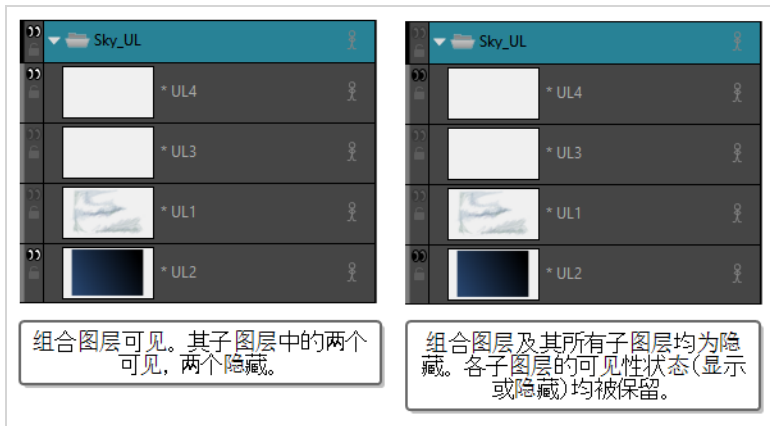 Sky_UL
* UL4
* UL3
* UL1
* UL2
组合图层可见。其子图层中的两个
可见，两个隐藏。
Sky_UL
* UL4
* UL3
* UL1
* UL2
组合图层及其所有子图层均为隐
藏。各子图层的可见性状态(显示
或隐藏)均被保留。